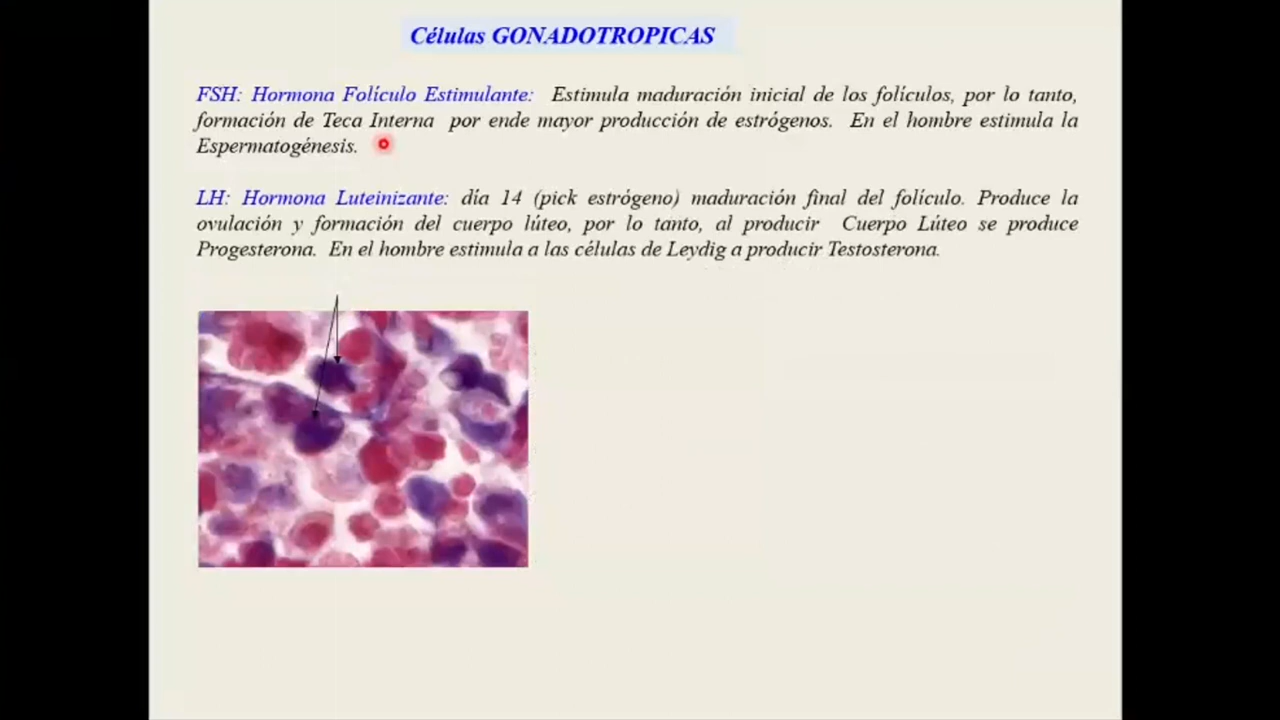 Células GONADOTROPICAS
FSH: Hormona Folículo Estimulante: Estimula maduración inicial de los folículos, por lo tanto,
formación de Teca Interna por ende mayor producción de estrógenos. En el hombre estimula la
Espermatogénesis.
LH: Hormona Luteinizante: día 14 (pick estrógeno) maduración final del folículo. Produce la
ovulación y formación del cuerpo lúteo, por lo tanto, al producir Cuerpo Lúteo se produce
Progesterona. En el hombre estimula a las células de Leydig a producir Testosterona.